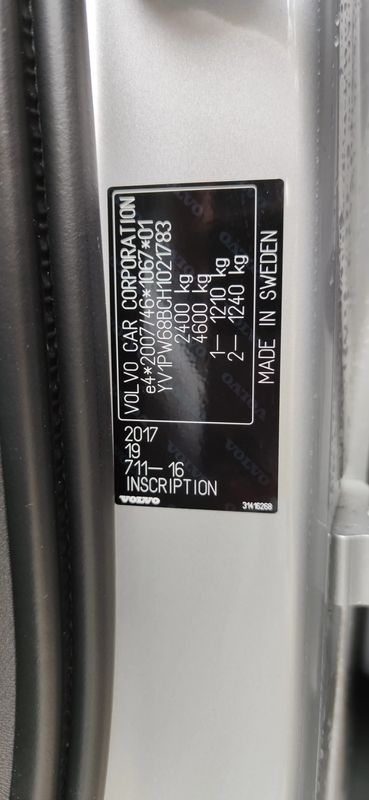 VOLVO CAR CORPORATION
e4*2007/46*1067*01
YV1PW68BCH1021783
2400 kg
4600 kg
1– 1210 kg
2– 1240 kg
MADE IN SWEDEN
2017
19
711–16
INSCRIPTION
VOLVO
31416268